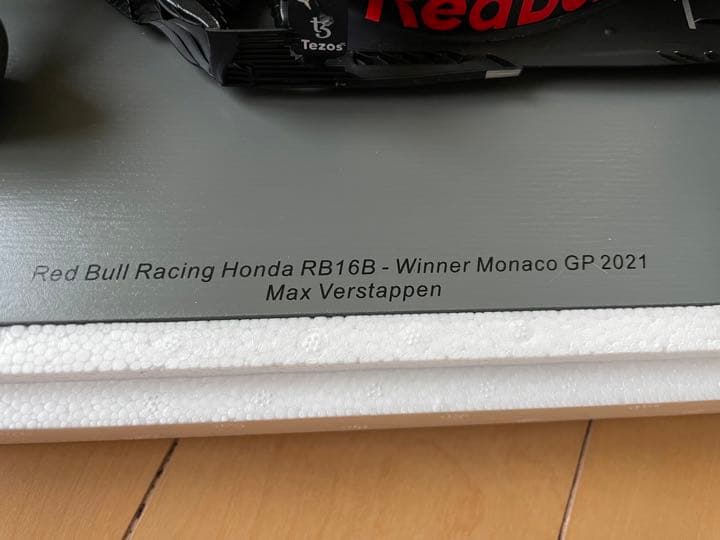 Tezos
Red Bull
Red Bull Racing Honda RB16B - Winner Monaco GP 2021
Max Verstappen